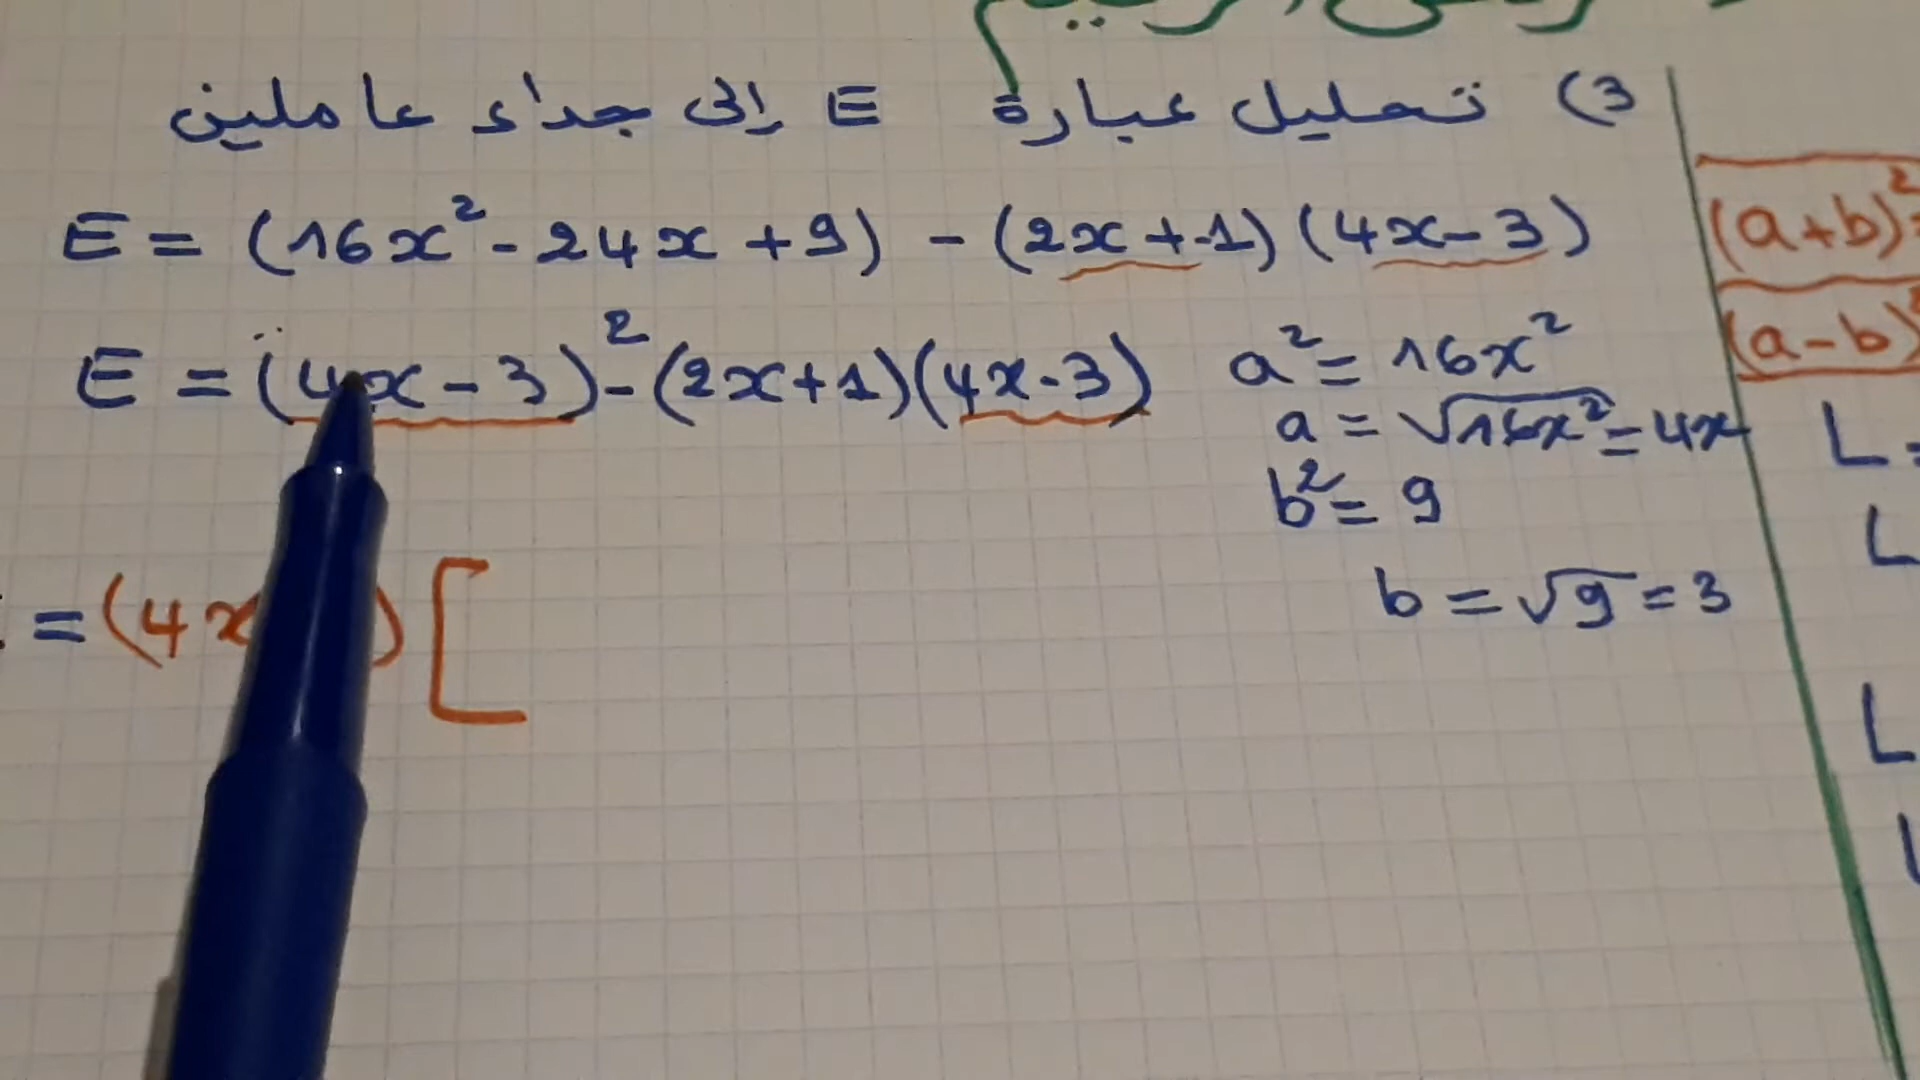 3) تحليل عبارة E إلى جداء عاملين
E = (16x² - 24x + 9) - (2x + 1)(4x - 3)
(a+b)²=
E = (4x - 3)² - (2x + 1)(4x - 3)
a² = 16x²
(a-b)²
a = √16x² = 4x
L =
b² = 9
L
= (4x ) [
b = √9 = 3
L